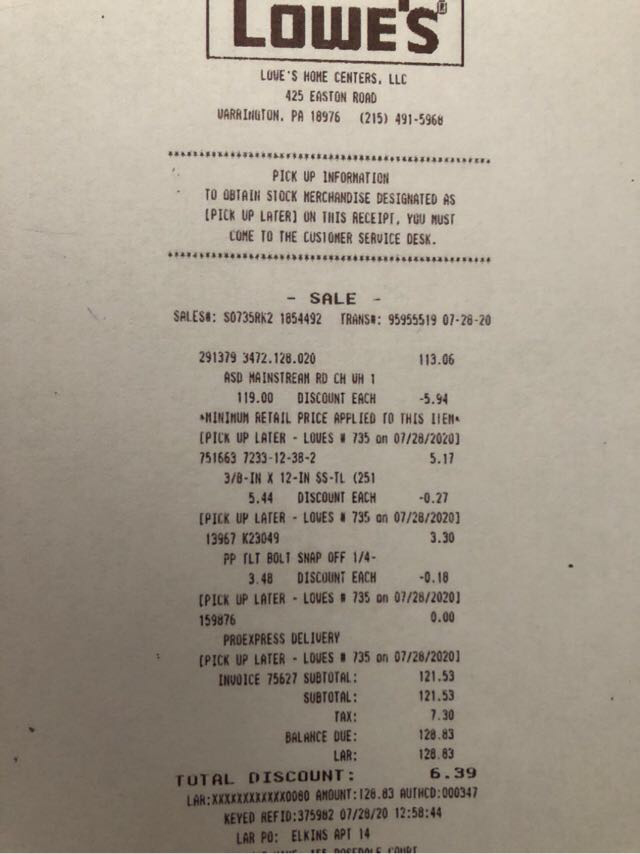 LOWE'S®
LOWE'S HOME CENTERS, LLC
425 EASTON ROAD
WARRINGTON, PA 18976 (215) 491-5968
**************************************************
PICK UP INFORMATION
TO OBTAIN STOCK MERCHANDISE DESIGNATED AS
[PICK UP LATER] ON THIS RECEIPT, YOU MUST
COME TO THE CUSTOMER SERVICE DESK.
**************************************************
- SALE -
SALES#: S0735RK2 1854492 TRANS#: 95955519 07-28-20
291379 3472.128.020 113.06
ASD MAINSTREAM RD CH WH 1
119.00 DISCOUNT EACH -5.94
*MINIMUM RETAIL PRICE APPLIED TO THIS ITEM*
[PICK UP LATER - LOWES # 735 on 07/28/2020]
751663 7233-12-38-2 5.17
3/8-IN X 12-IN SS-TL (251
5.44 DISCOUNT EACH -0.27
[PICK UP LATER - LOWES # 735 on 07/28/2020]
13967 K23049 3.30
PP TLT BOLT SNAP OFF 1/4-
3.48 DISCOUNT EACH -0.18
[PICK UP LATER - LOWES # 735 on 07/28/2020]
159876 0.00
PROEXPRESS DELIVERY
[PICK UP LATER - LOWES # 735 on 07/28/2020]
INVOICE 75627 SUBTOTAL: 121.53
SUBTOTAL: 121.53
TAX: 7.30
BALANCE DUE: 128.83
LAR: 128.83
TOTAL DISCOUNT: 6.39
LAR:XXXXXXXXXXXX0080 AMOUNT:128.83 AUTHCD:000347
KEYED REFID:375982 07/28/20 12:58:44
LAR PO: ELKINS APT 14
ROSEDALE COURT